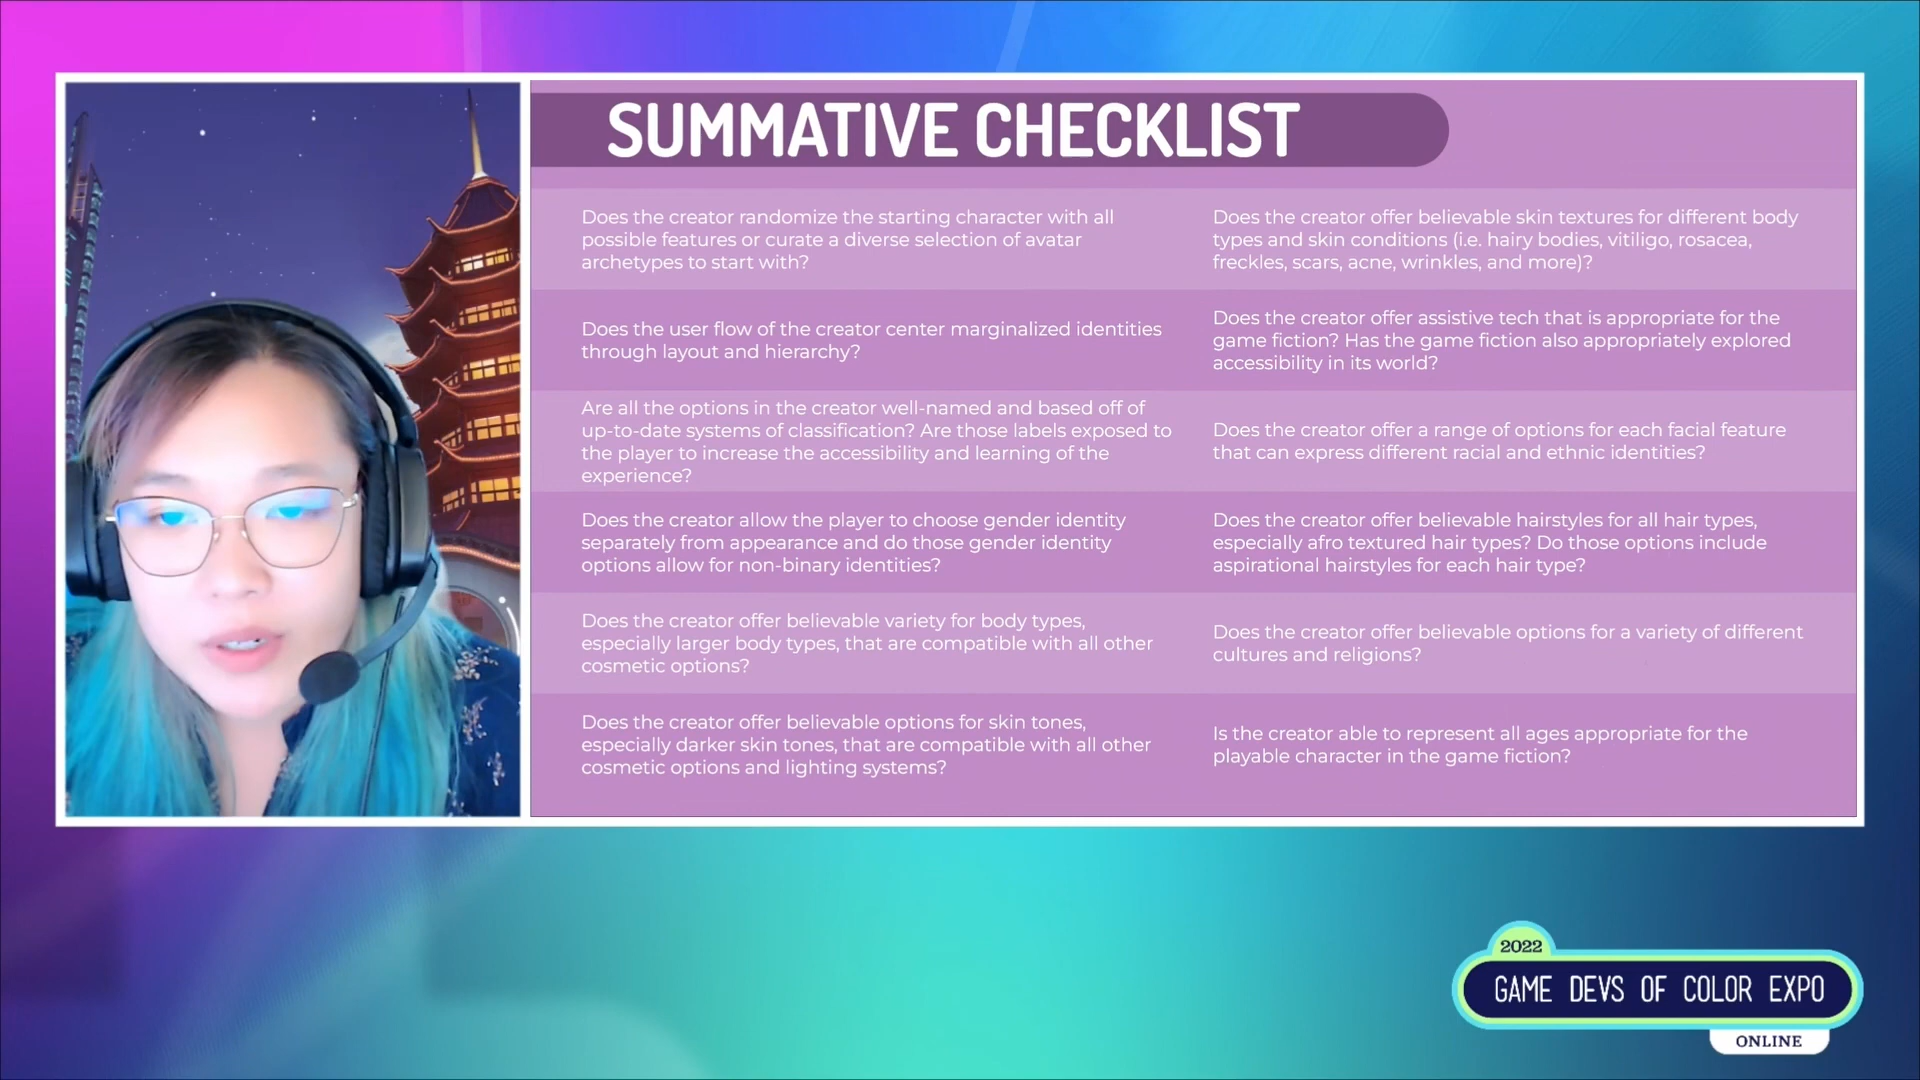 SUMMATIVE CHECKLIST
Does the creator randomize the starting character with all
possible features or curate a diverse selection of avatar
archetypes to start with?
Does the creator offer believable skin textures for different body
types and skin conditions (i.e. hairy bodies, vitiligo, rosacea,
freckles, scars, acne, wrinkles, and more)?
Does the user flow of the creator center marginalized identities
through layout and hierarchy?
Does the creator offer assistive tech that is appropriate for the
game fiction? Has the game fiction also appropriately explored
accessibility in its world?
Are all the options in the creator well-named and based off of
up-to-date systems of classification? Are those labels exposed to
the player to increase the accessibility and learning of the
experience?
Does the creator offer a range of options for each facial feature
that can express different racial and ethnic identities?
Does the creator allow the player to choose gender identity
separately from appearance and do those gender identity
options allow for non-binary identities?
Does the creator offer believable hairstyles for all hair types,
especially afro textured hair types? Do those options include
aspirational hairstyles for each hair type?
Does the creator offer believable variety for body types,
especially larger body types, that are compatible with all other
cosmetic options?
Does the creator offer believable options for a variety of different
cultures and religions?
Does the creator offer believable options for skin tones,
especially darker skin tones, that are compatible with all other
cosmetic options and lighting systems?
Is the creator able to represent all ages appropriate for the
playable character in the game fiction?
2022
GAME DEVS OF COLOR EXPO
ONLINE